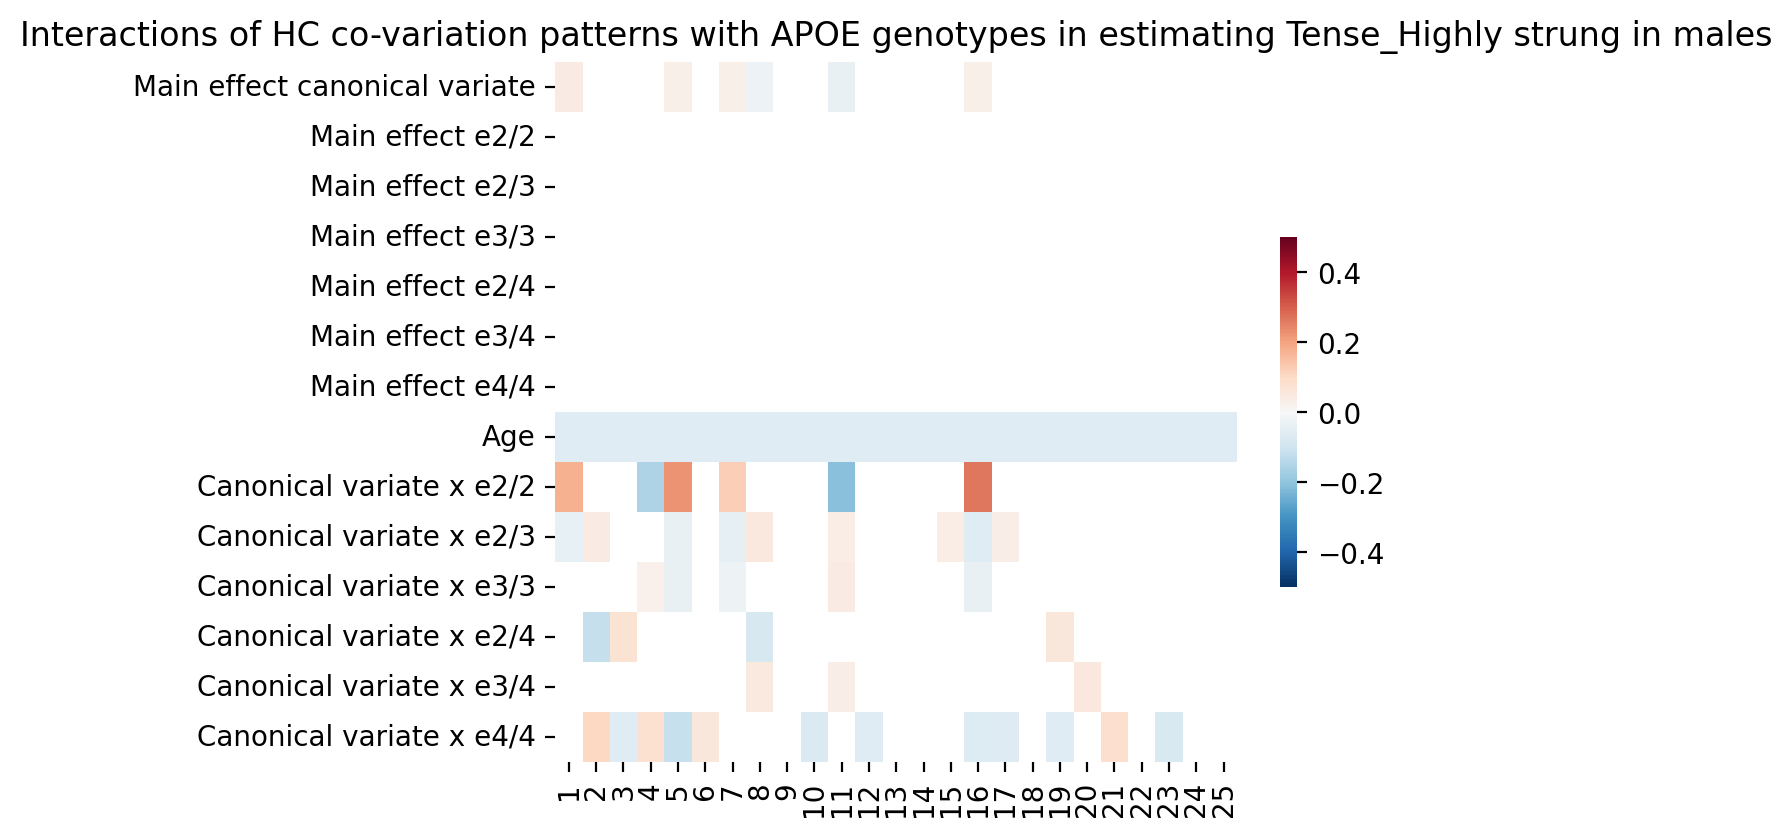 Interactions of HC co-variation patterns with APOE genotypes in estimating Tense_Highly strung in males
Main effect canonical variate
Main effect e2/2
Main effect e2/3
Main effect e3/3
Main effect e2/4
Main effect e3/4
Main effect e4/4
Age
Canonical variate x e2/2
Canonical variate x e2/3
Canonical variate x e3/3
Canonical variate x e2/4
Canonical variate x e3/4
Canonical variate x e4/4
1 2 3 4 5 6 7 8 9 10 11 12 13 14 15 16 17 18 19 20 21 22 23 24 25
0.4
0.2
0.0
−0.2
−0.4